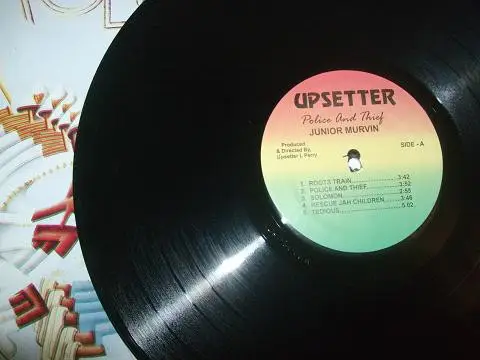 UPSETTER
Police And Thief
JUNIOR MURVIN
Produced
& Directed By,
Upsetter L Perry
SIDE - A
1. ROOTS TRAIN..................3:42
2. POLICE AND THIEF..........3:52
3. SOLOMON.....................2:55
4. RESCUE JAH CHILDREN....3:46
5. TEDIOUS.......................5:02